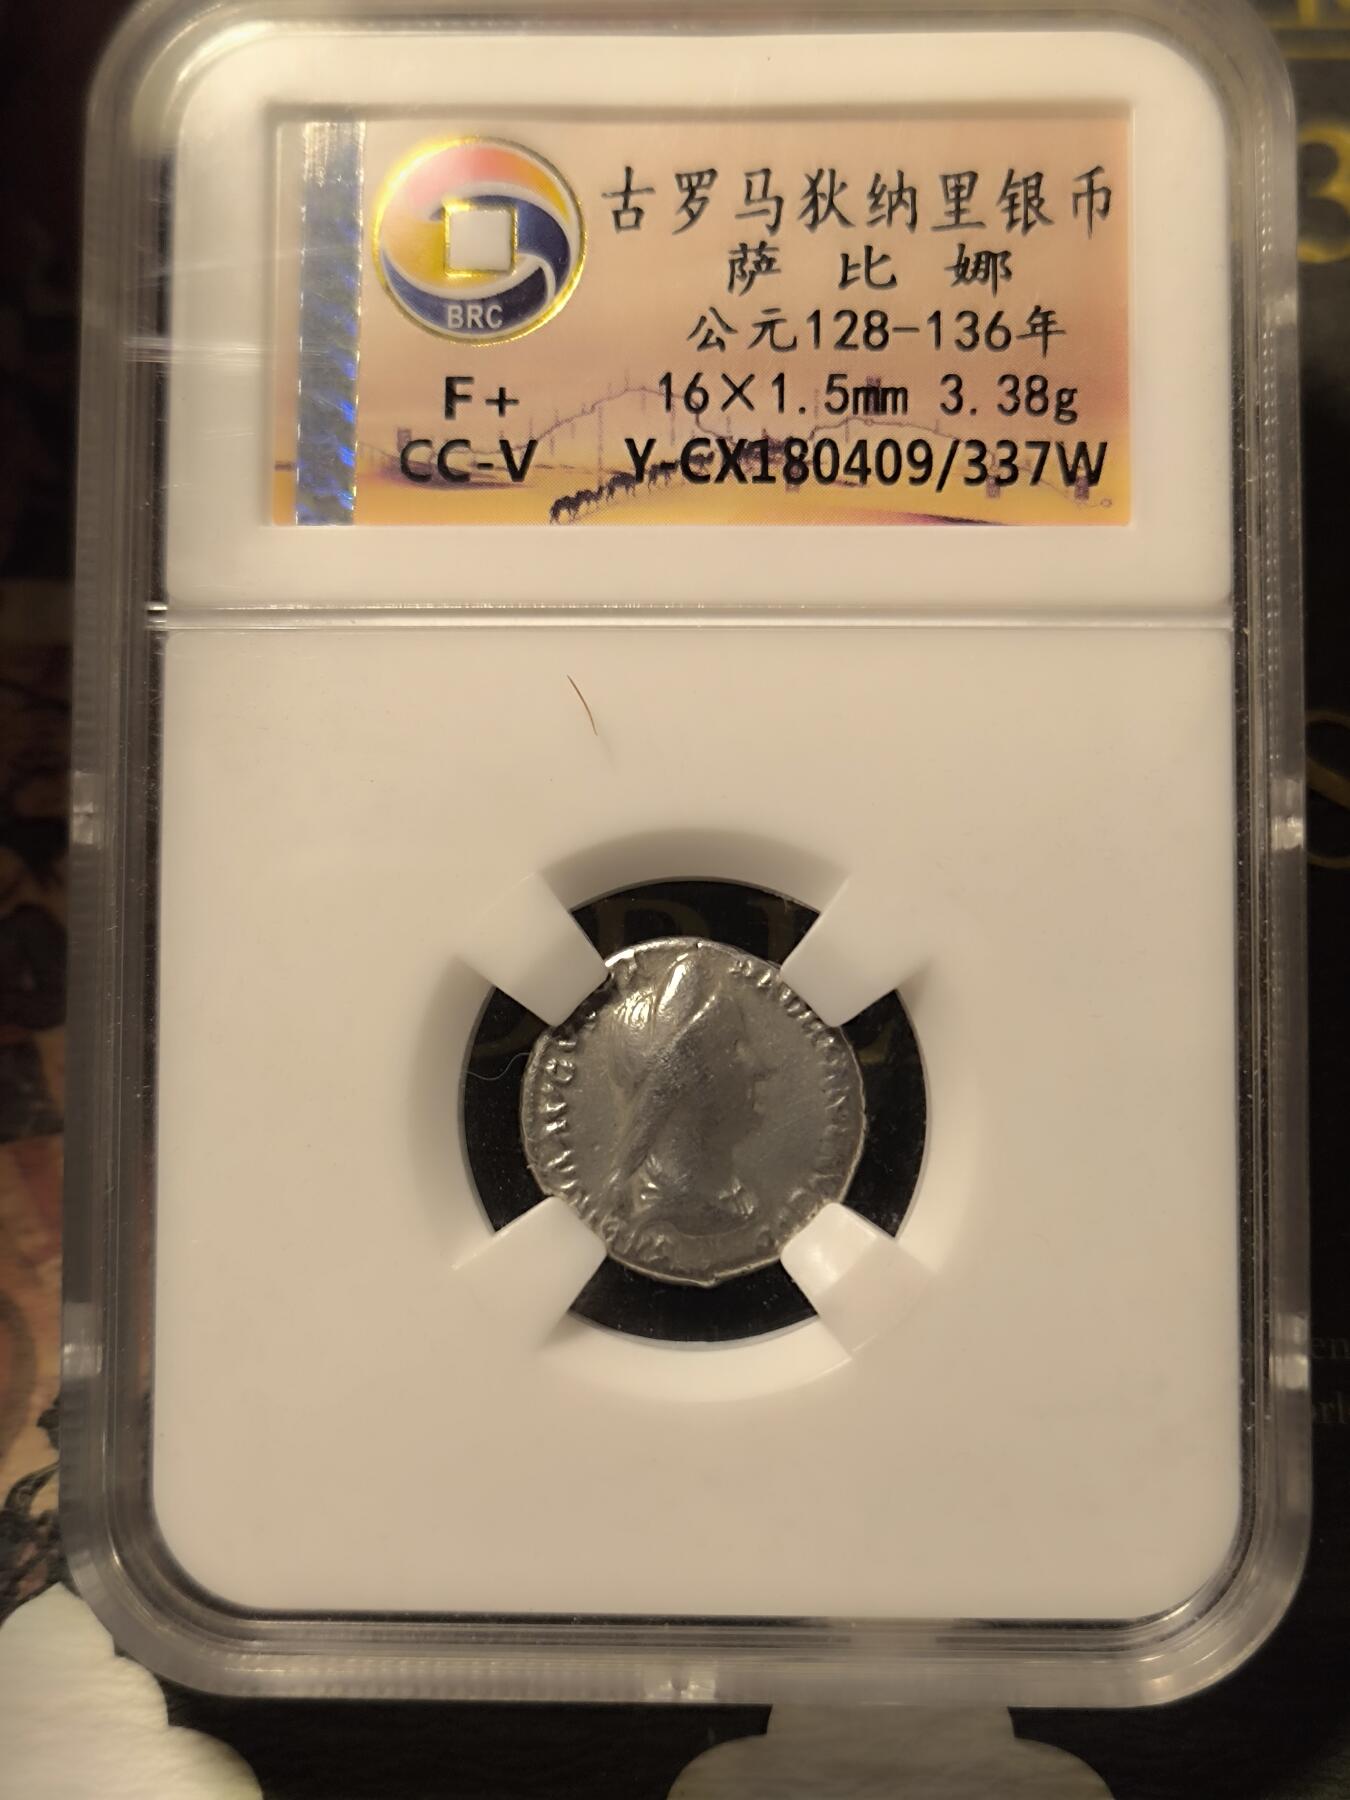 古罗马狄纳里银币
萨比娜
公元128-136年
BRC
F+ 16×1.5mm 3.38g
CC-V Y-CX180409/337W